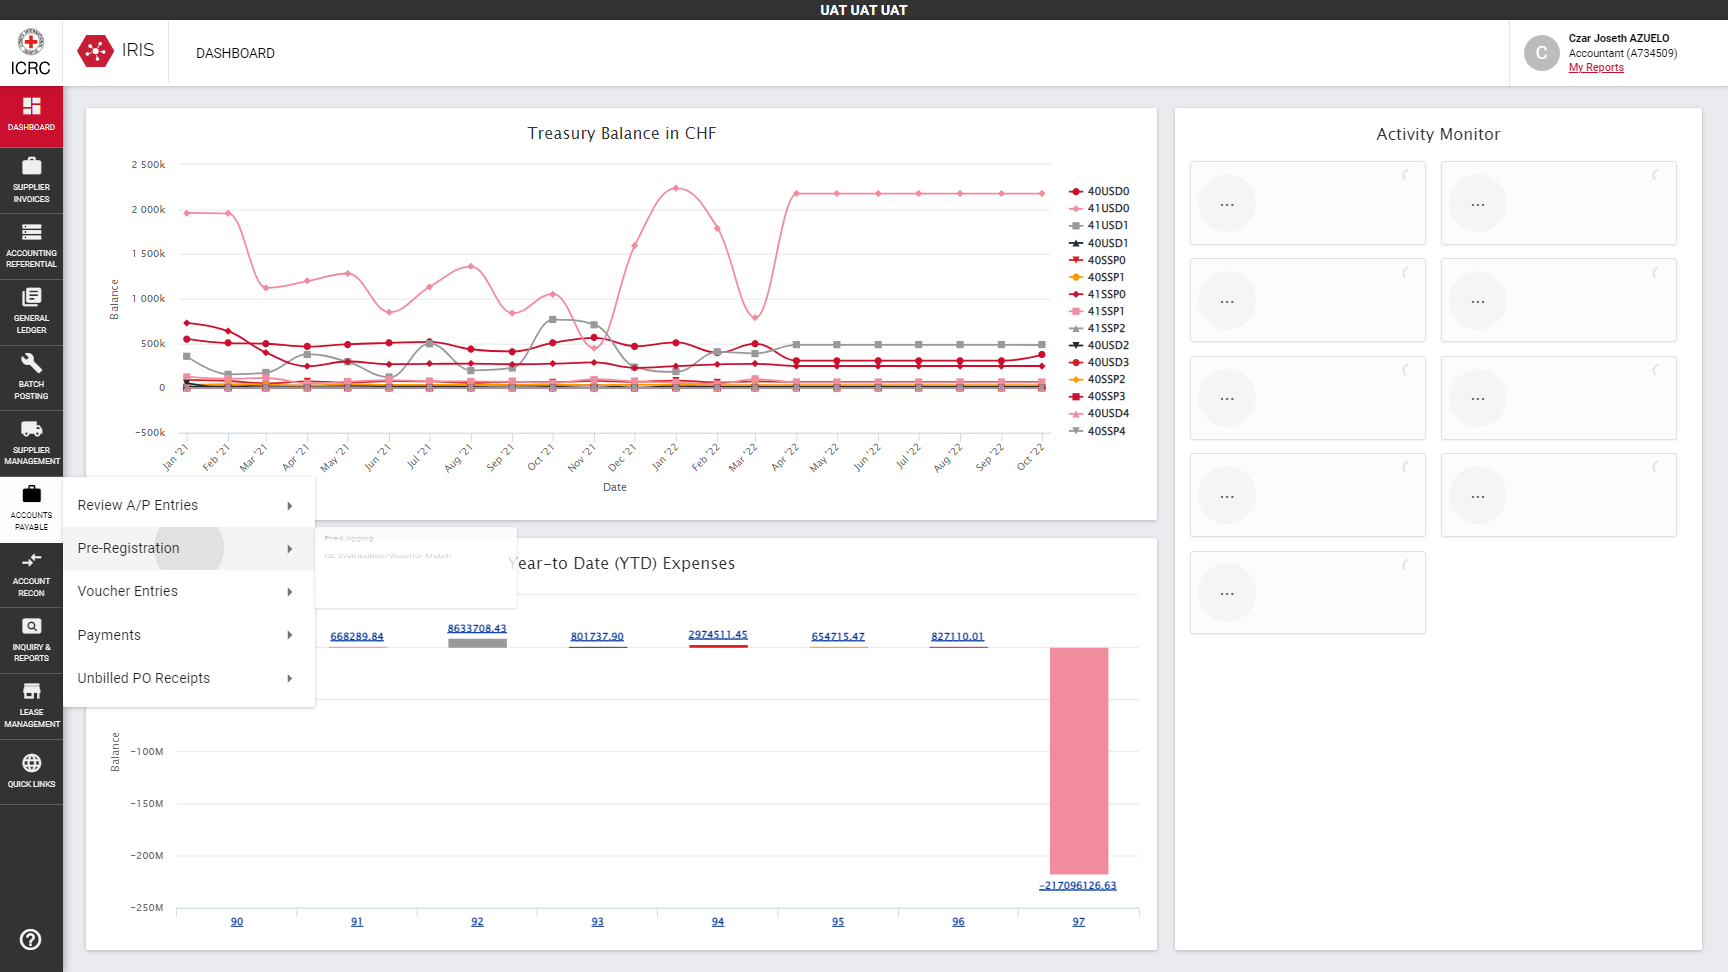 UAT UAT UAT
ICRC
IRIS
DASHBOARD
C
Czar Joseth AZUELO
Accountant (A734509)
My Reports
DASHBOARD
SUPPLIER
INVOICES
ACCOUNTING
REFERENTIAL
GENERAL
LEDGER
BATCH
POSTING
SUPPLIER
MANAGEMENT
ACCOUNTS
PAYABLE
ACCOUNT
RECON
INQUIRY &
REPORTS
LEASE
MANAGEMENT
QUICK LINKS
Review A/P Entries
Pre-Registration
Voucher Entries
Payments
Unbilled PO Receipts
Pre-Logging
GL Distribution/Voucher Match
Treasury Balance in CHF
Balance
2 500k
2 000k
1 500k
1 000k
500k
0
-500k
Jan '21
Feb '21
Mar '21
Apr '21
May '21
Jun '21
Jul '21
Aug '21
Sep '21
Oct '21
Nov '21
Dec '21
Jan '22
Feb '22
Mar '22
Apr '22
May '22
Jun '22
Jul '22
Aug '22
Sep '22
Oct '22
Date
40USD0
41USD0
41USD1
40USD1
40SSP0
40SSP1
41SSP0
41SSP1
41SSP2
40USD2
40USD3
40SSP2
40SSP3
40USD4
40SSP4
Year-to Date (YTD) Expenses
Balance
-100M
-150M
-200M
-250M
668289.84
8633708.43
801737.90
2974511.45
654715.47
827110.01
-217096126.63
90
91
92
93
94
95
96
97
Activity Monitor
...
...
...
...
...
...
...
...
...